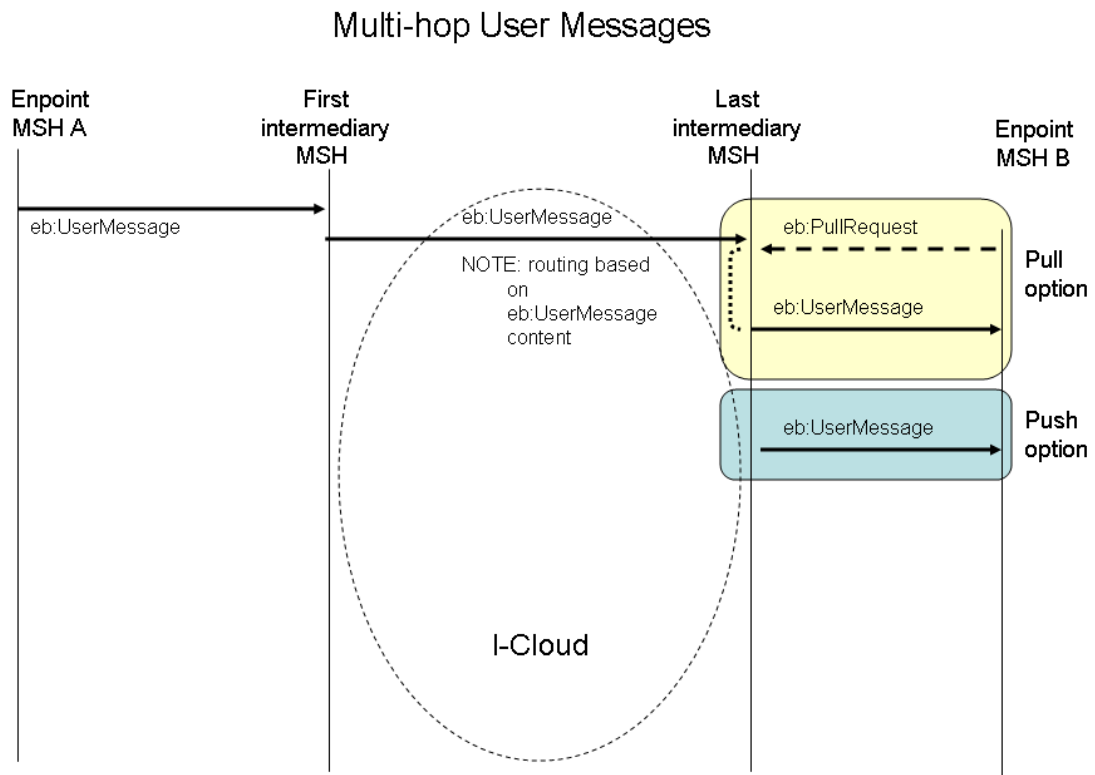 Multi-hop User Messages
Enpoint
MSH A
First
intermediary
MSH
Last
intermediary
MSH
Enpoint
MSH B
eb:UserMessage
eb:UserMessage
NOTE: routing based
on
eb:UserMessage
content
eb:PullRequest
eb:UserMessage
Pull
option
eb:UserMessage
Push
option
I-Cloud